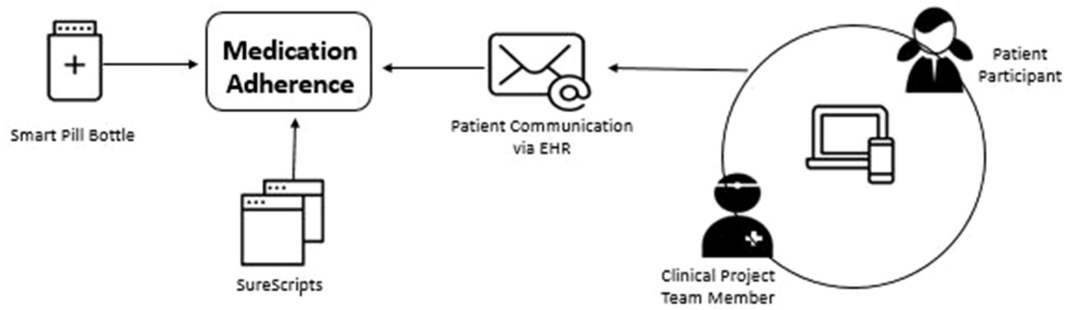 Medication
Adherence
Smart Pill Bottle
SureScripts
Patient Communication
via EHR
Patient
Participant
Clinical Project
Team Member